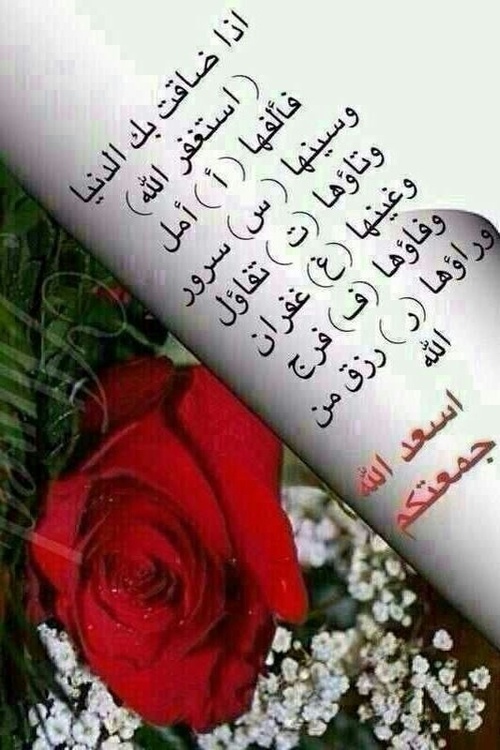 اذا ضاقت بك الدنيا
( استغفر الله)
فألفها (أ) أمل
وسينها (س) سرور
وتاؤها (ت) تفاؤل
وغينها (غ) غفران
وفاؤها (ف) فرج
وراؤها (ر) رزق من
الله
اسعد الله
جمعتكم